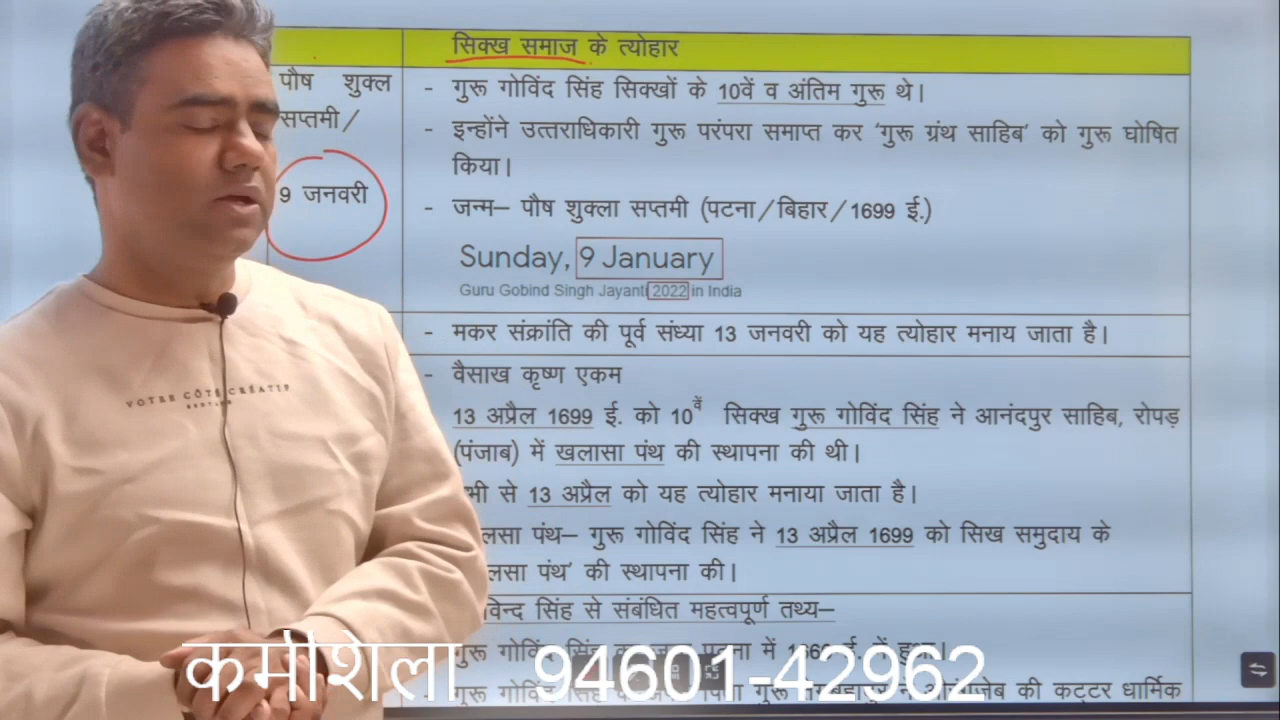 सिक्ख समाज के त्योहार
पौष शुक्ल
सप्तमी/
9 जनवरी
- गुरू गोविंद सिंह सिक्खों के 10वें व अंतिम गुरू थे।
- इन्होंने उत्तराधिकारी गुरू परंपरा समाप्त कर 'गुरू ग्रंथ साहिब' को गुरू घोषित
किया।
- जन्म– पौष शुक्ला सप्तमी (पटना/बिहार/1699 ई.)
Sunday, 9 January
Guru Gobind Singh Jayanti 2022 in India
- मकर संक्रांति की पूर्व संध्या 13 जनवरी को यह त्योहार मनाय जाता है।
- वैसाख कृष्ण एकम
13 अप्रैल 1699 ई. को 10वें सिक्ख गुरू गोविंद सिंह ने आनंदपुर साहिब, रोपड़
(पंजाब) में खलासा पंथ की स्थापना की थी।
से 13 अप्रैल को यह त्योहार मनाया जाता है।
पंथ– गुरू गोविंद सिंह ने 13 अप्रैल 1699 को सिख समुदाय के
पंथ' की स्थापना की।
सिंह से संबंधित महत्वपूर्ण तथ्य–
गुरू में
की कट्टर धार्मिक
VOTRE CÔTÉ CRÉATIF
कर्मशिला 94601-42962